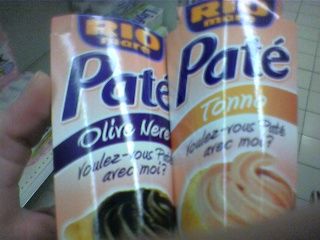 RIO
mare
Paté
Olive Nere
Voulez-vous Paté
avec moi?
RIO
mare
Paté
Tonno
Voulez-vous Paté
avec moi?